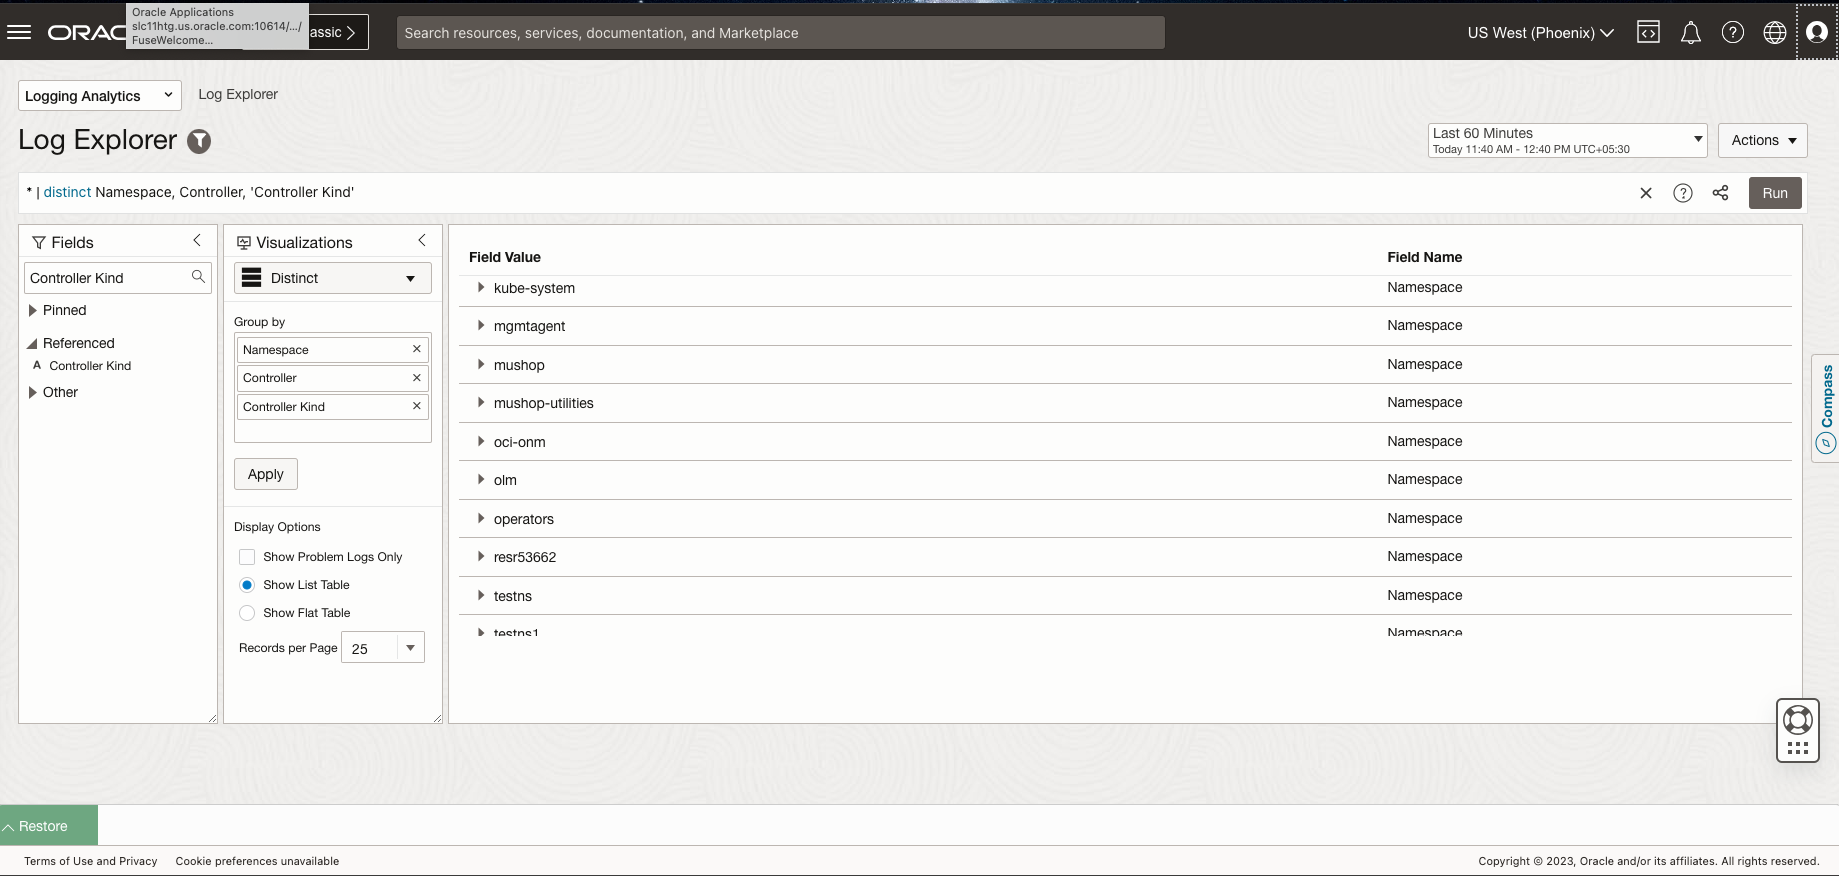 Oracle Applications
slc11htg.us.oracle.com:10614/.../
FuseWelcome...
ORAC
assic
Search resources, services, documentation, and Marketplace
US West (Phoenix)
Logging Analytics
Log Explorer
Log Explorer
Last 60 Minutes
Today 11:40 AM - 12:40 PM UTC+05:30
Actions
* | distinct Namespace, Controller, 'Controller Kind'
Run
Fields
Controller Kind
Pinned
Referenced
A Controller Kind
Other
Visualizations
Distinct
Group by
Namespace
Controller
Controller Kind
Apply
Display Options
Show Problem Logs Only
Show List Table
Show Flat Table
Records per Page 25
Field Value Field Name
kube-system Namespace
mgmtagent Namespace
mushop Namespace
mushop-utilities Namespace
oci-onm Namespace
olm Namespace
operators Namespace
resr53662 Namespace
testns Namespace
testns1 Namespace
Compass
Restore
Terms of Use and Privacy Cookie preferences unavailable
Copyright © 2023, Oracle and/or its affiliates. All rights reserved.